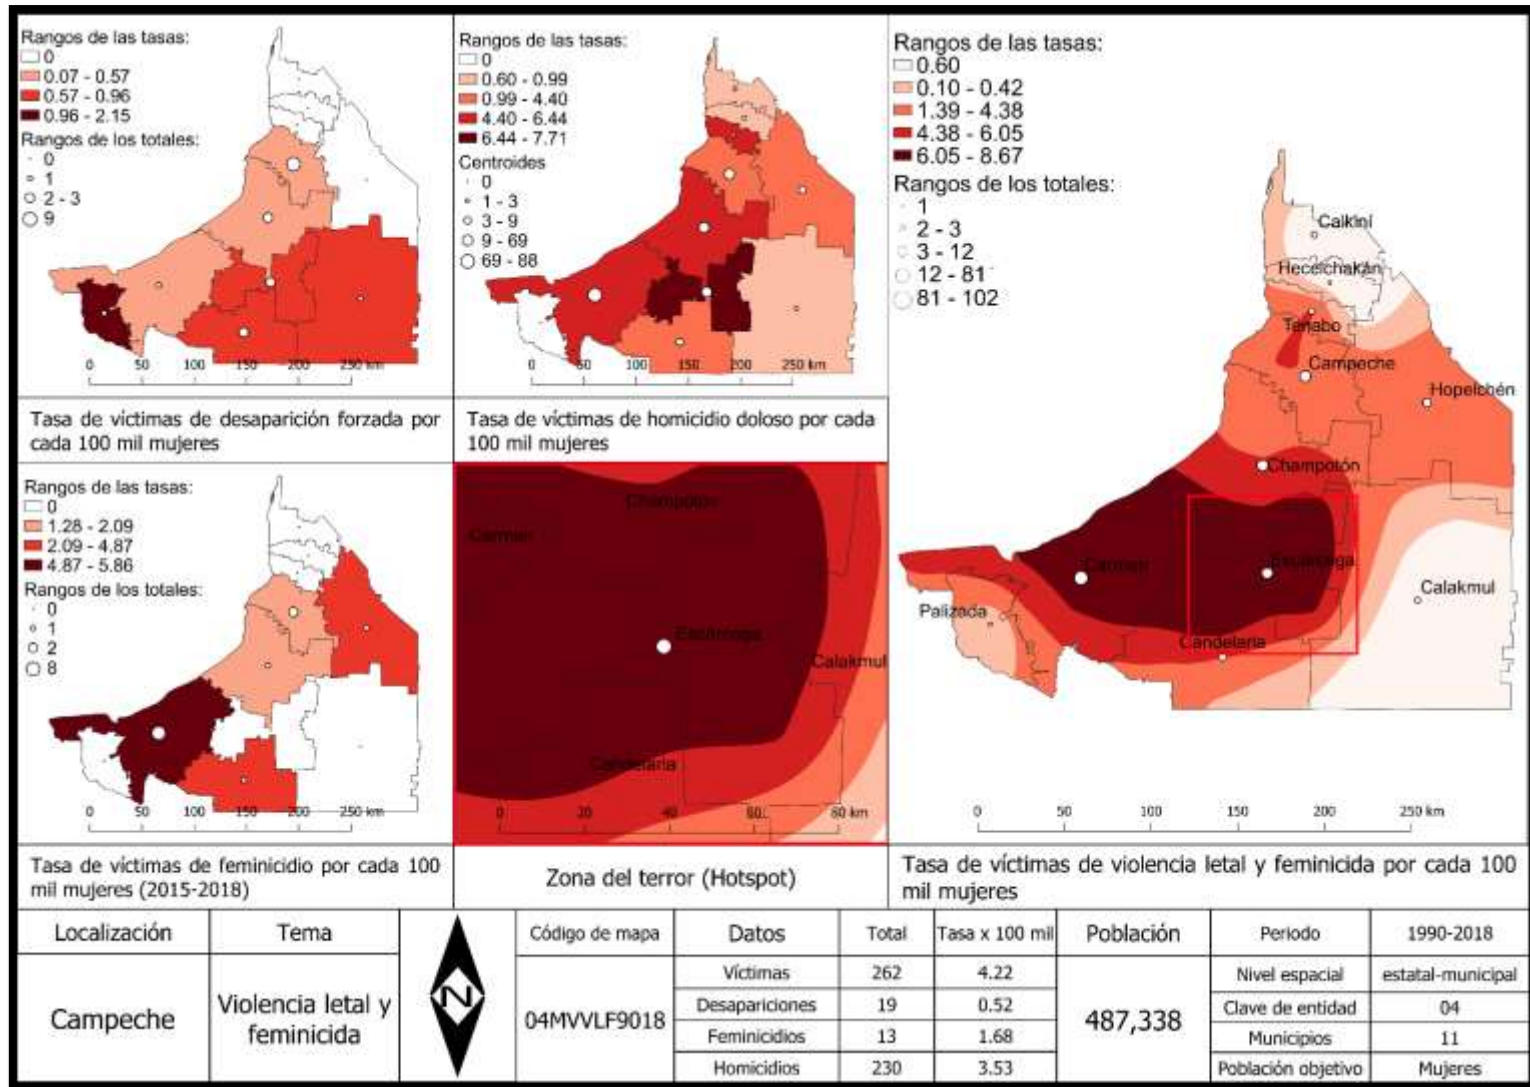 Rangos de las tasas:
0
0.07 - 0.57
0.57 - 0.96
0.96 - 2.15
Rangos de los totales:
0
1
2 - 3
9
0 50 100 150 200 250 km
Tasa de víctimas de desaparición forzada por
cada 100 mil mujeres
Rangos de las tasas:
0
0.60 - 0.99
0.99 - 4.40
4.40 - 6.44
6.44 - 7.71
Centroides
0
1 - 3
3 - 9
9 - 69
69 - 88
0 50 100 150 200 250 km
Tasa de víctimas de homicidio doloso por cada
100 mil mujeres
Rangos de las tasas:
0.60
0.10 - 0.42
1.39 - 4.38
4.38 - 6.05
6.05 - 8.67
Rangos de los totales:
1
2 - 3
3 - 12
12 - 81
81 - 102
Calkiní
Hecelchakán
Tenabo
Campeche
Hopelchén
Champotón
Carmen
Escárcega
Calakmul
Palizada
Candelaria
0 50 100 150 200 250 km
Tasa de víctimas de violencia letal y feminicida por cada 100
mil mujeres
Rangos de las tasas:
0
1.28 - 2.09
2.09 - 4.87
4.87 - 5.86
Rangos de los totales:
0
1
2
8
0 50 100 150 200 250 km
Tasa de víctimas de feminicidio por cada 100
mil mujeres (2015-2018)
Champotón
Carmen
Escárcega
Calakmul
Candelaria
0 20 40 60 80 km
Zona del terror (Hotspot)
Localización
Campeche
Tema
Violencia letal y
feminicida
N
Código de mapa
04MVVLF9018
Datos Total Tasa x 100 mil
Víctimas 262 4.22
Desapariciones 19 0.52
Feminicidios 13 1.68
Homicidios 230 3.53
Población
487,338
Periodo 1990-2018
Nivel espacial estatal-municipal
Clave de entidad 04
Municipios 11
Población objetivo Mujeres